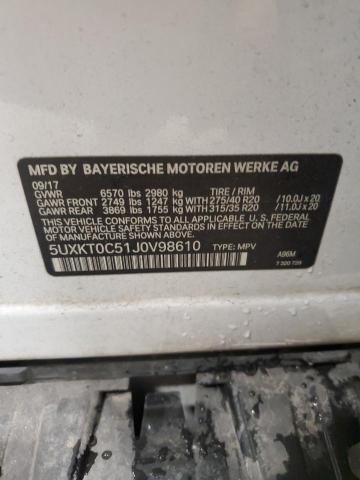 MFD BY BAYERISCHE MOTOREN WERKE AG
09/17
GVWR 6570 lbs 2980 kg TIRE / RIM
GAWR FRONT 2749 lbs 1247 kg WITH 275/40 R20 /10.0J×20
GAWR REAR 3869 lbs 1755 kg WITH 315/35 R20 /11.0J×20
THIS VEHICLE CONFORMS TO ALL APPLICABLE U.S. FEDERAL
MOTOR VEHICLE SAFETY STANDARDS IN EFFECT ON THE
DATE OF MANUFACTURE SHOWN ABOVE.
5UXKT0C51J0V98610 TYPE: MPV
A96M